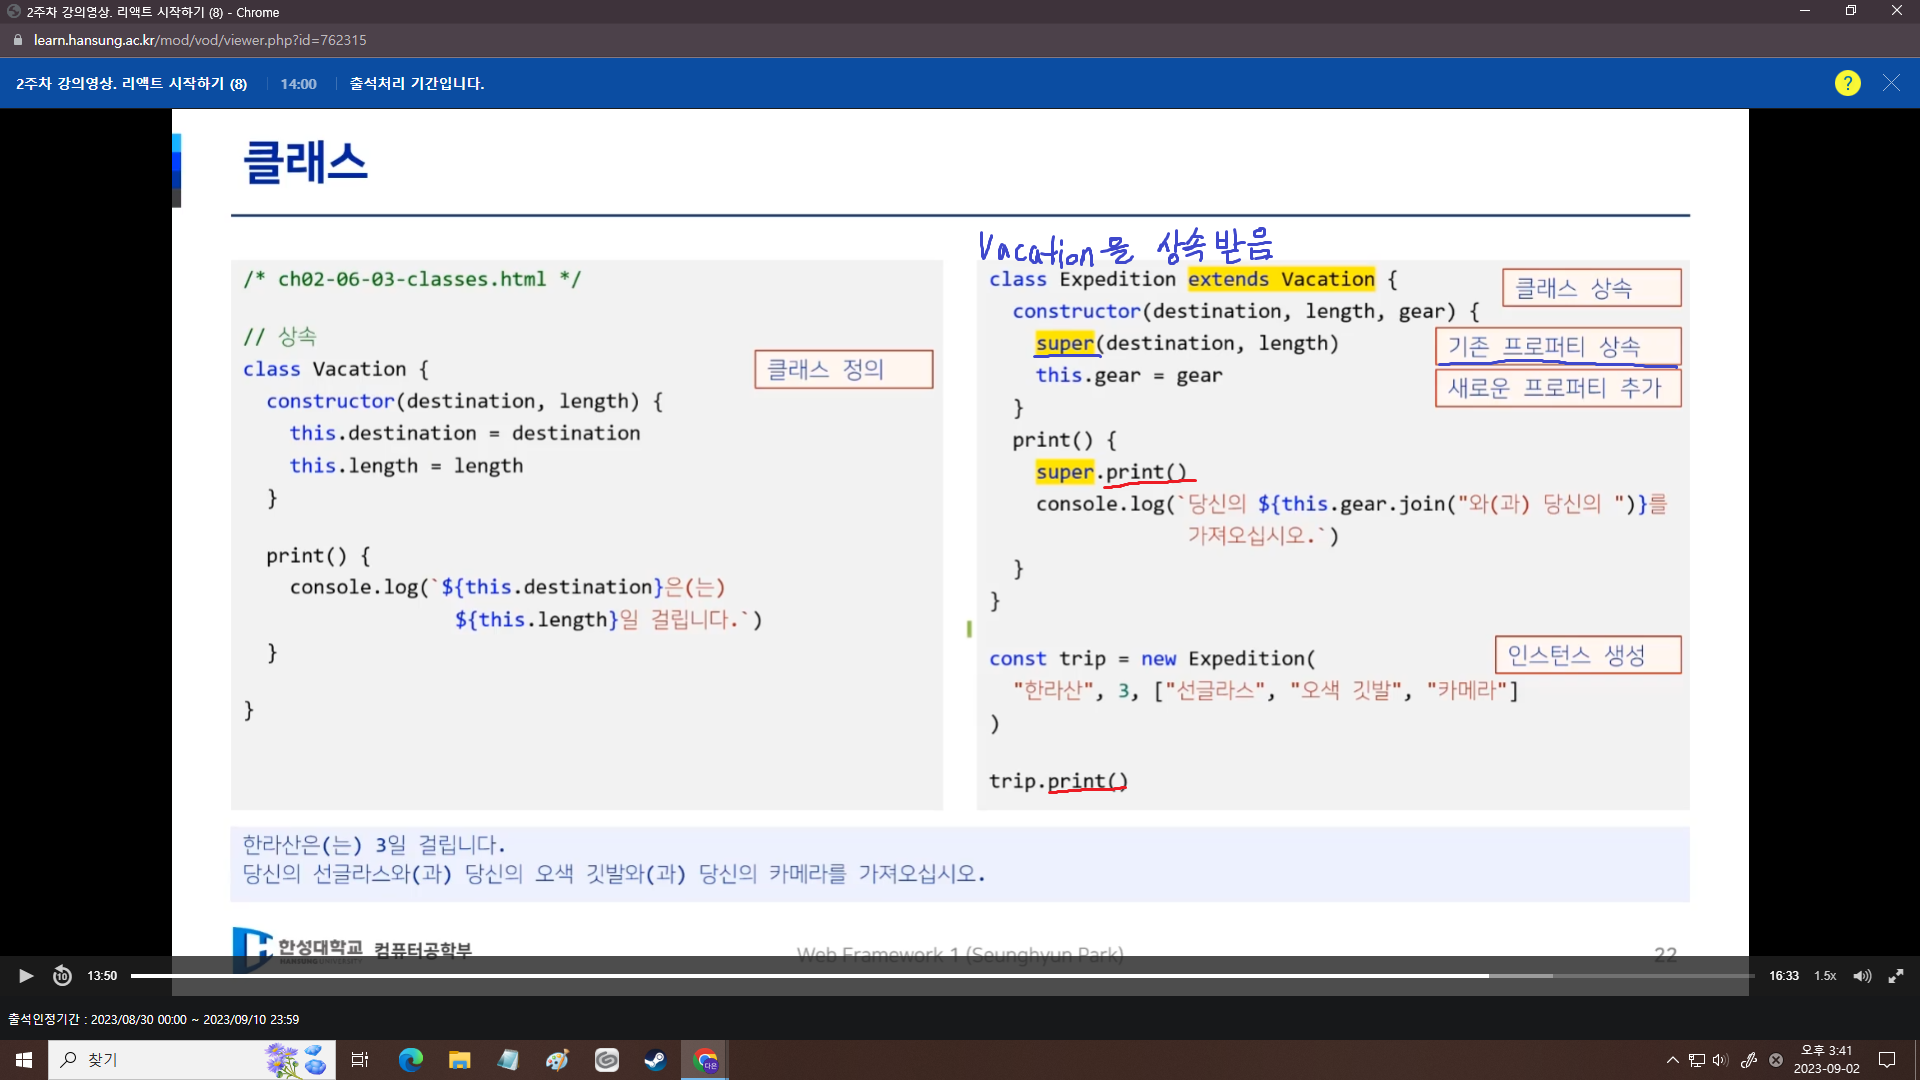 2주차 강의영상. 리액트 시작하기 (8) - Chrome
learn.hansung.ac.kr/mod/vod/viewer.php?id=762315
2주차 강의영상. 리액트 시작하기 (8) 14:00 출석처리 기간입니다. ?
클래스
/* ch02-06-03-classes.html */
// 상속
class Vacation {
클래스 정의
constructor(destination, length) {
this.destination = destination
this.length = length
}
print() {
console.log(`${this.destination}은(는)
${this.length}일 걸립니다.`)
}
}
Vacation을 상속받음
class Expedition extends Vacation {
클래스 상속
constructor(destination, length, gear) {
super(destination, length)
기존 프로퍼티 상속
this.gear = gear
새로운 프로퍼티 추가
}
print() {
super.print()
console.log(`당신의 ${this.gear.join("와(과) 당신의 ")}를
가져오십시오.`)
}
}
const trip = new Expedition(
인스턴스 생성
"한라산", 3, ["선글라스", "오색 깃발", "카메라"]
)
trip.print()
한라산은(는) 3일 걸립니다.
당신의 선글라스와(과) 당신의 오색 깃발와(과) 당신의 카메라를 가져오십시오.
한성대학교 컴퓨터공학부
HANSUNG UNIVERSITY
Web Framework 1 (Seunghyun Park)
22
10 13:50 16:33 1.5x
출석인정기간 : 2023/08/30 00:00 ~ 2023/09/10 23:59
찾기
다은
오후 3:41
2023-09-02